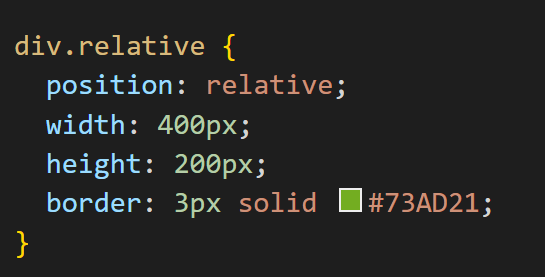 div.relative {
  position: relative;
  width: 400px;
  height: 200px;
  border: 3px solid #73AD21;
}